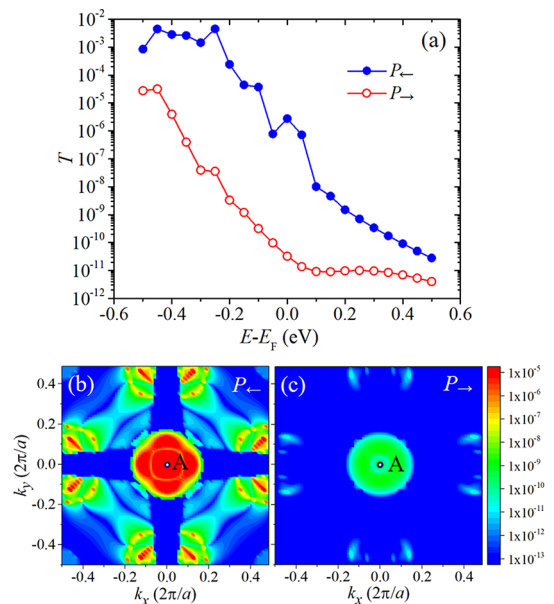 10⁻²
(a)
10⁻³
P←
10⁻⁴
P→
10⁻⁵
10⁻⁶
T
10⁻⁷
10⁻⁸
10⁻⁹
10⁻¹⁰
10⁻¹¹
10⁻¹²
-0.6 -0.4 -0.2 0.0 0.2 0.4 0.6
E-E_F (eV)
(b) P← (c) P→
0.4
0.2
0.0
-0.2
-0.4
k_y (2π/a)
A A
1x10⁻⁵
1x10⁻⁶
1x10⁻⁷
1x10⁻⁸
1x10⁻⁹
1x10⁻¹⁰
1x10⁻¹¹
1x10⁻¹²
1x10⁻¹³
-0.4 -0.2 0.0 0.2 0.4 -0.4 -0.2 0.0 0.2 0.4
k_x (2π/a) k_x (2π/a)